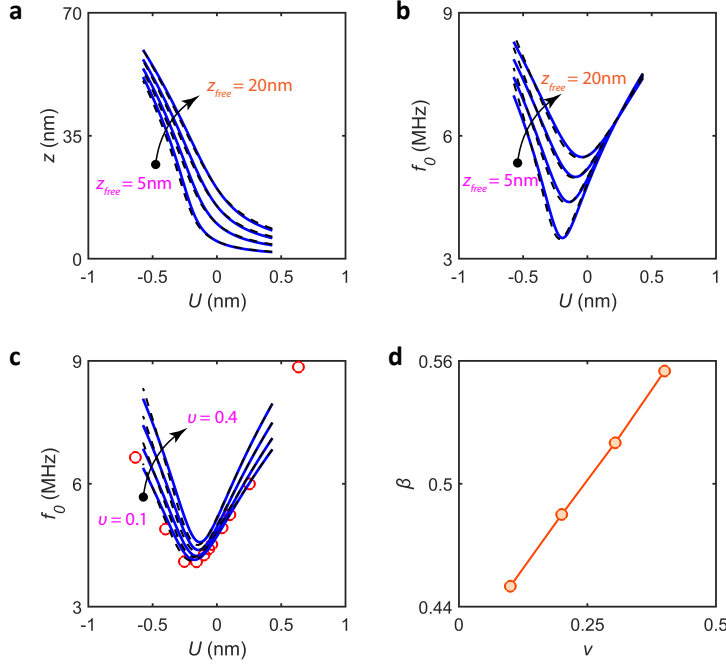 a
70
35
0
z (nm)
z_free = 20nm
z_free = 5nm
-1
-0.5
0
0.5
1
U (nm)
b
9
6
3
f_0 (MHz)
z_free = 20nm
z_free = 5nm
-1
-0.5
0
0.5
1
U (nm)
c
9
6
3
f_0 (MHz)
υ = 0.4
υ = 0.1
-1
-0.5
0
0.5
1
U (nm)
d
0.56
0.5
0.44
β
0
0.25
0.5
ν